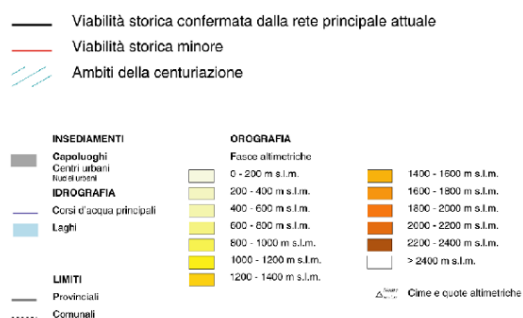 Viabilità storica confermata dalla rete principale attuale
Viabilità storica minore
Ambiti della centuriazione
INSEDIAMENTI
Capoluoghi
Centri urbani
Nuclei urbani
IDROGRAFIA
Corsi d'acqua principali
Laghi
LIMITI
Provinciali
Comunali
OROGRAFIA
Fasce altimetriche
0 - 200 m s.l.m.
200 - 400 m s.l.m.
400 - 600 m s.l.m.
600 - 800 m s.l.m.
800 - 1000 m s.l.m.
1000 - 1200 m s.l.m.
1200 - 1400 m s.l.m.
1400 - 1600 m s.l.m.
1600 - 1800 m s.l.m.
1800 - 2000 m s.l.m.
2000 - 2200 m s.l.m.
2200 - 2400 m s.l.m.
> 2400 m s.l.m.
Cime e quote altimetriche